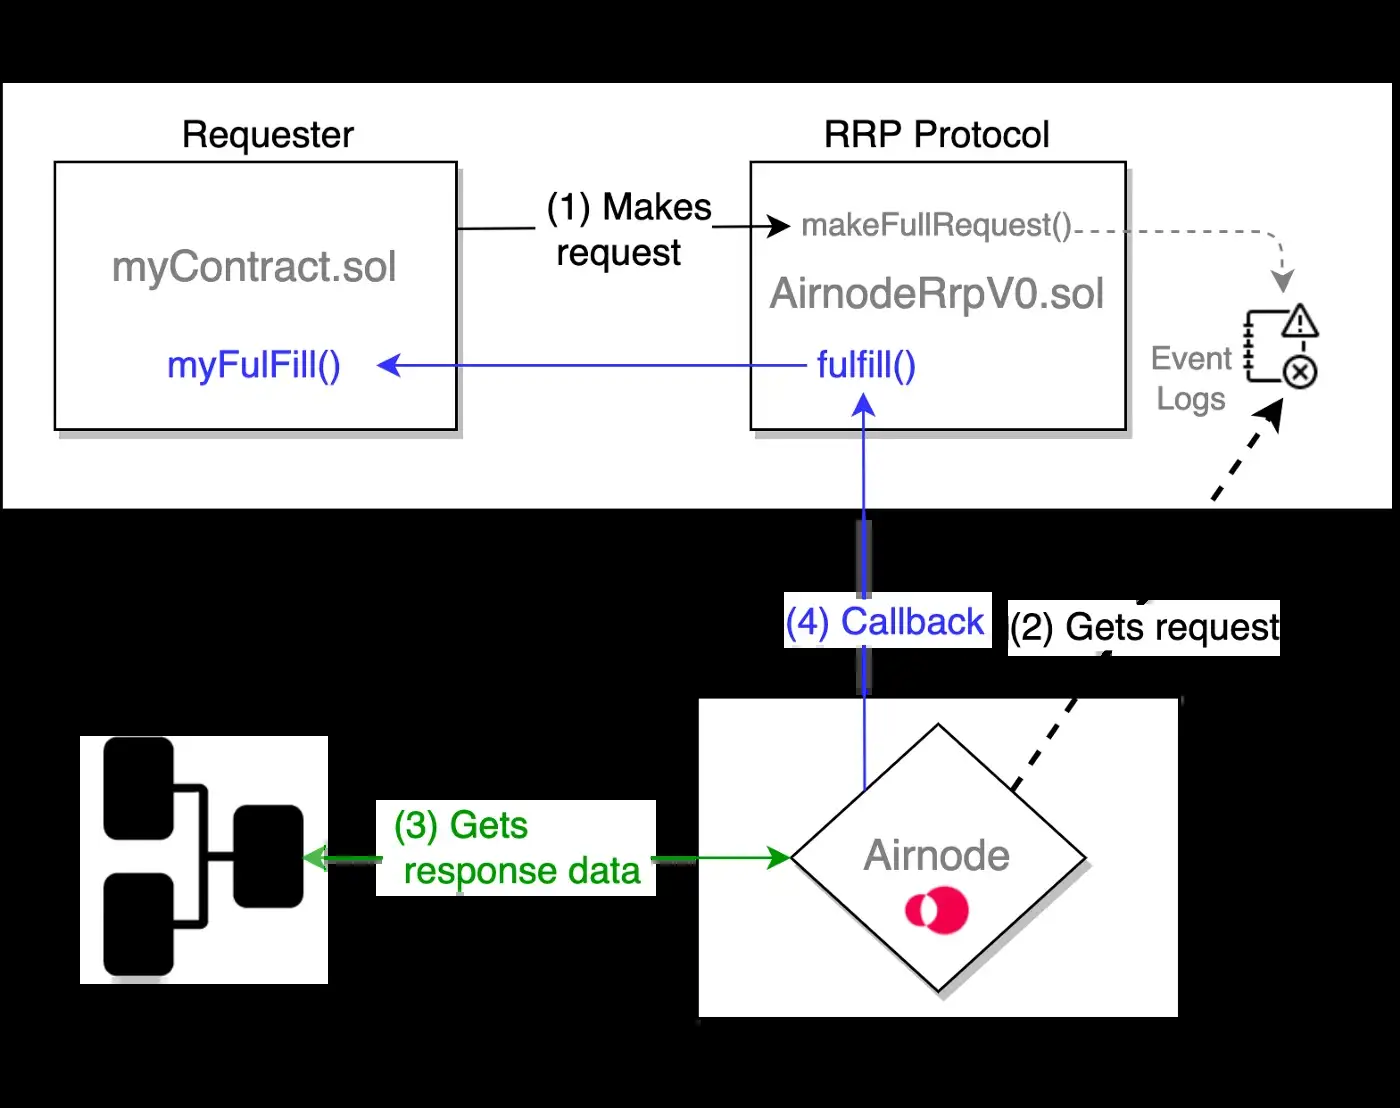 Requester
RRP Protocol
(1) Makes
request
makeFullRequest()
myContract.sol
AirnodeRrpV0.sol
myFulFill()
fulfill()
Event
Logs
(4) Callback
(2) Gets request
(3) Gets
response data
Airnode